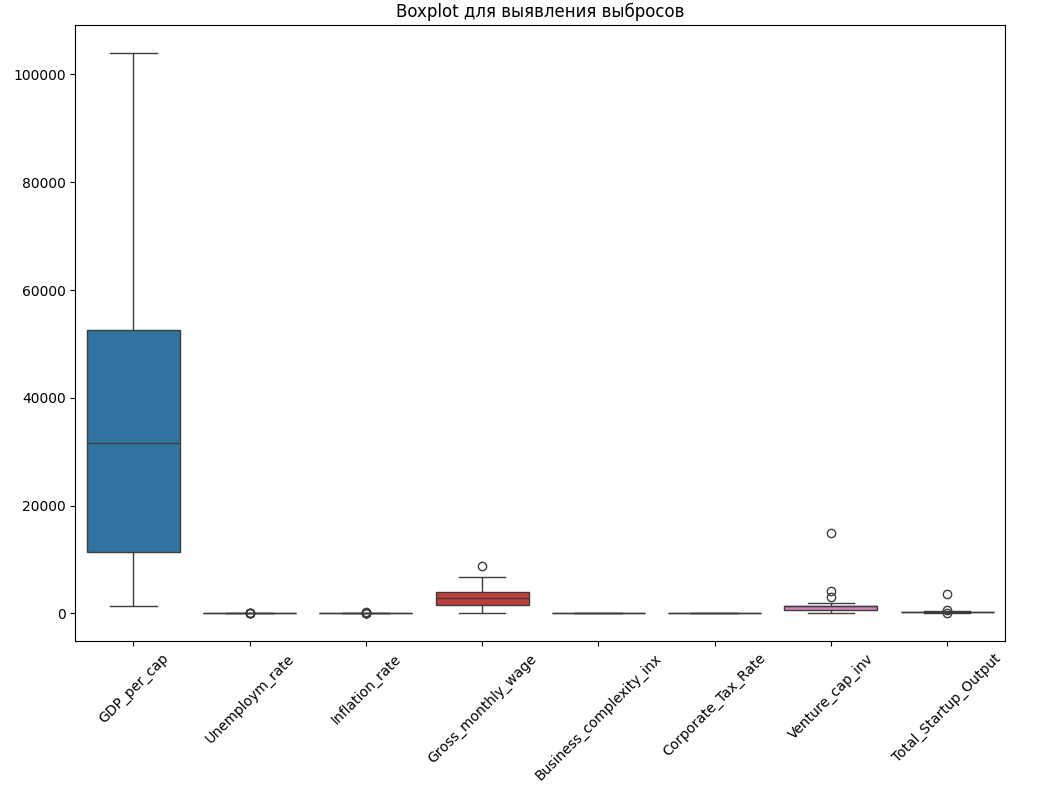 Boxplot для выявления выбросов
100000
80000
60000
40000
20000
0
GDP_per_cap
Unemploym_rate
Inflation_rate
Gross_monthly_wage
Business_complexity_inx
Corporate_Tax_Rate
Venture_cap_inv
Total_Startup_Output